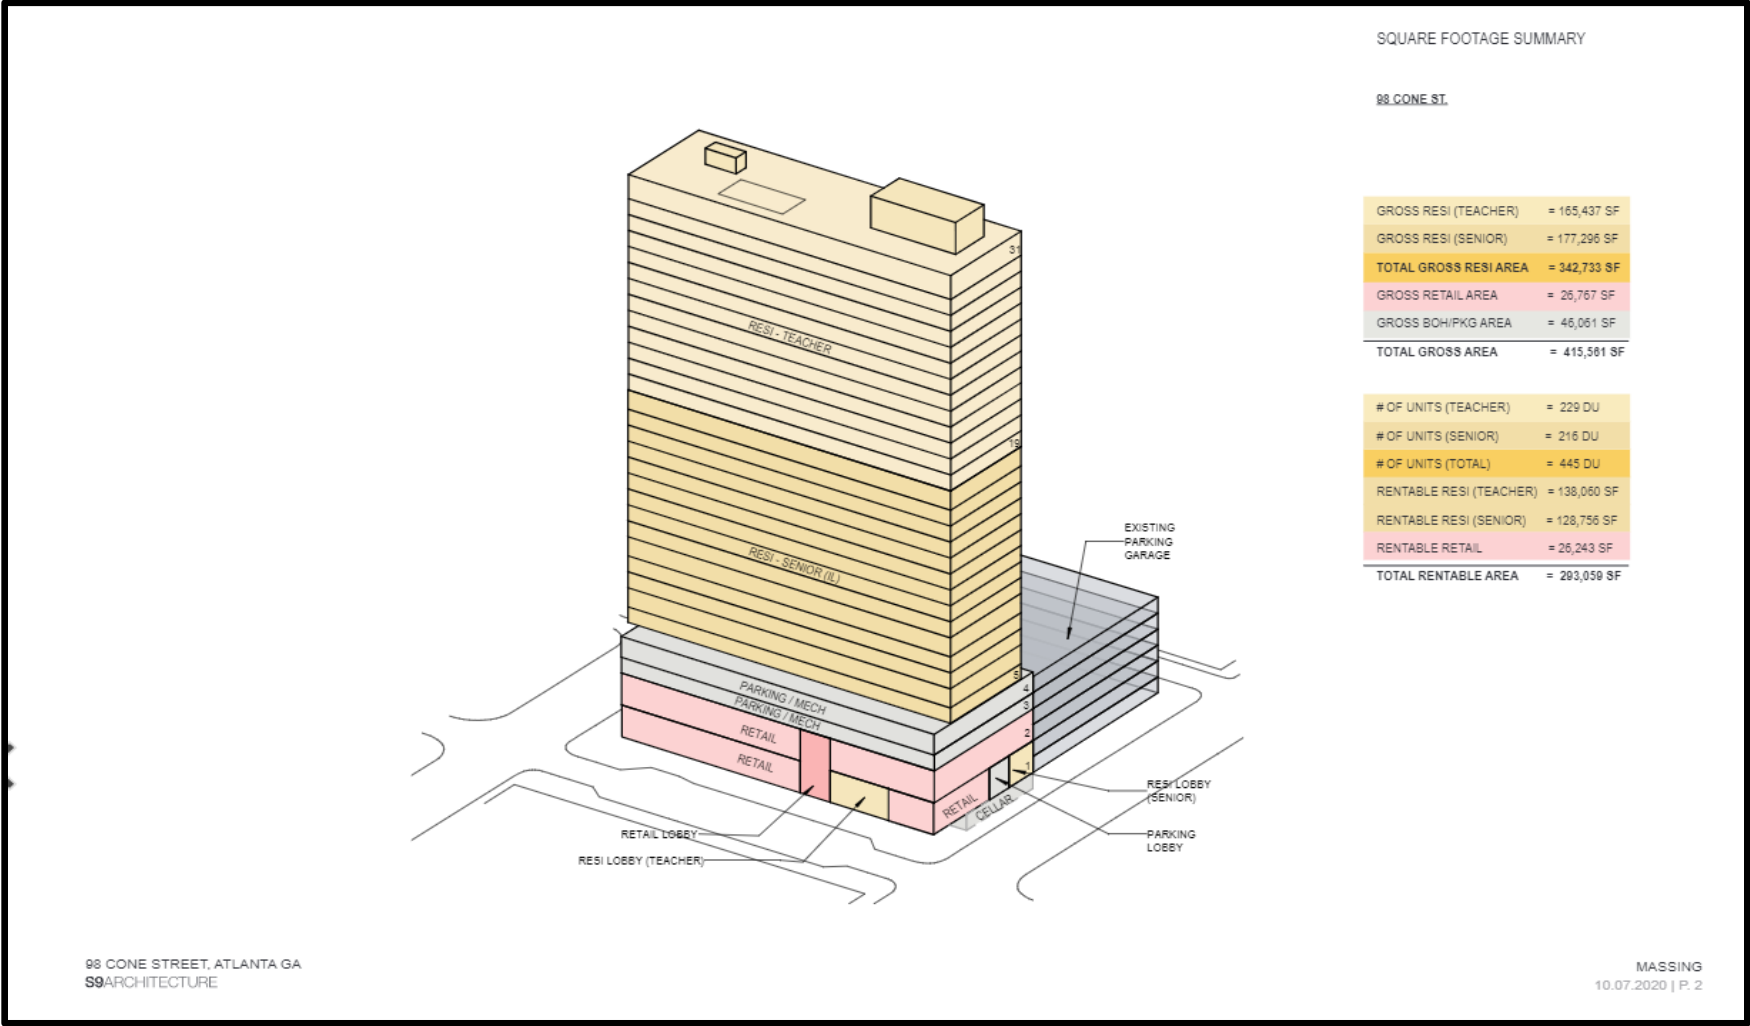 SQUARE FOOTAGE SUMMARY
98 CONE ST.
GROSS RESI (TEACHER) = 165,437 SF
GROSS RESI (SENIOR) = 177,296 SF
TOTAL GROSS RESI AREA = 342,733 SF
GROSS RETAIL AREA = 26,767 SF
GROSS BOH/PKG AREA = 46,061 SF
TOTAL GROSS AREA = 415,561 SF
# OF UNITS (TEACHER) = 229 DU
# OF UNITS (SENIOR) = 216 DU
# OF UNITS (TOTAL) = 445 DU
RENTABLE RESI (TEACHER) = 138,060 SF
RENTABLE RESI (SENIOR) = 128,756 SF
RENTABLE RETAIL = 26,243 SF
TOTAL RENTABLE AREA = 293,059 SF
31
RESI - TEACHER
19
RESI - SENIOR (IL)
EXISTING
PARKING
GARAGE
5
4
3
2
1
PARKING / MECH
PARKING / MECH
RETAIL
RETAIL
RETAIL
CELLAR
RESI LOBBY
(SENIOR)
PARKING
LOBBY
RETAIL LOBBY
RESI LOBBY (TEACHER)
98 CONE STREET, ATLANTA GA
S9ARCHITECTURE
MASSING
10.07.2020 | P. 2